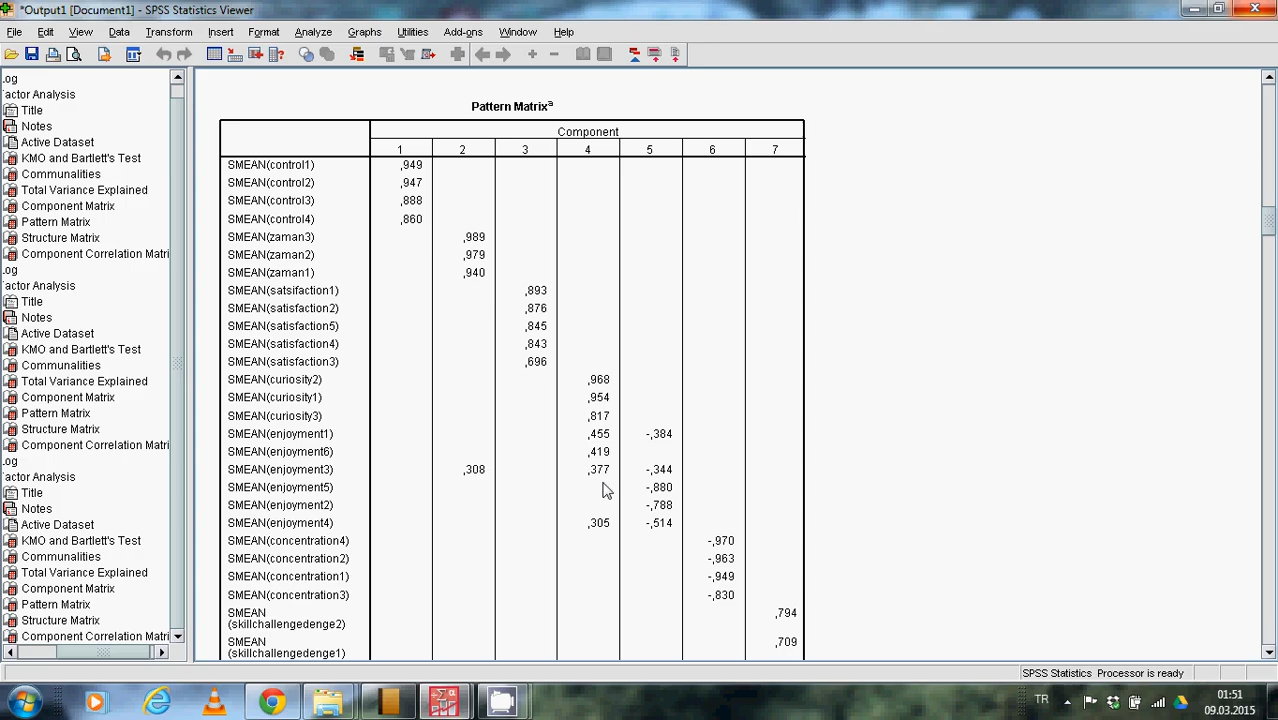 *Output1 [Document1] - SPSS Statistics Viewer
File Edit View Data Transform Insert Format Analyze Graphs Utilities Add-ons Window Help
.og
actor Analysis
Title
Notes
Active Dataset
KMO and Bartlett's Test
Communalities
Total Variance Explained
Component Matrix
Pattern Matrix
Structure Matrix
Component Correlation Matri
.og
actor Analysis
Title
Notes
Active Dataset
KMO and Bartlett's Test
Communalities
Total Variance Explained
Component Matrix
Pattern Matrix
Structure Matrix
Component Correlation Matri
.og
actor Analysis
Title
Notes
Active Dataset
KMO and Bartlett's Test
Communalities
Total Variance Explained
Component Matrix
Pattern Matrix
Structure Matrix
Component Correlation Matri
Pattern Matrixa
Component
1 2 3 4 5 6 7
SMEAN(control1) ,949
SMEAN(control2) ,947
SMEAN(control3) ,888
SMEAN(control4) ,860
SMEAN(zaman3) ,989
SMEAN(zaman2) ,979
SMEAN(zaman1) ,940
SMEAN(satsifaction1) ,893
SMEAN(satisfaction2) ,876
SMEAN(satisfaction5) ,845
SMEAN(satisfaction4) ,843
SMEAN(satisfaction3) ,696
SMEAN(curiosity2) ,968
SMEAN(curiosity1) ,954
SMEAN(curiosity3) ,817
SMEAN(enjoyment1) ,455 -,384
SMEAN(enjoyment6) ,419
SMEAN(enjoyment3) ,308 ,377 -,344
SMEAN(enjoyment5) -,880
SMEAN(enjoyment2) -,788
SMEAN(enjoyment4) ,305 -,514
SMEAN(concentration4) -,970
SMEAN(concentration2) -,963
SMEAN(concentration1) -,949
SMEAN(concentration3) -,830
SMEAN
(skillchallengedenge2) ,794
SMEAN
(skillchallengedenge1) ,709
SPSS Statistics Processor is ready
TR
01:51
09.03.2015